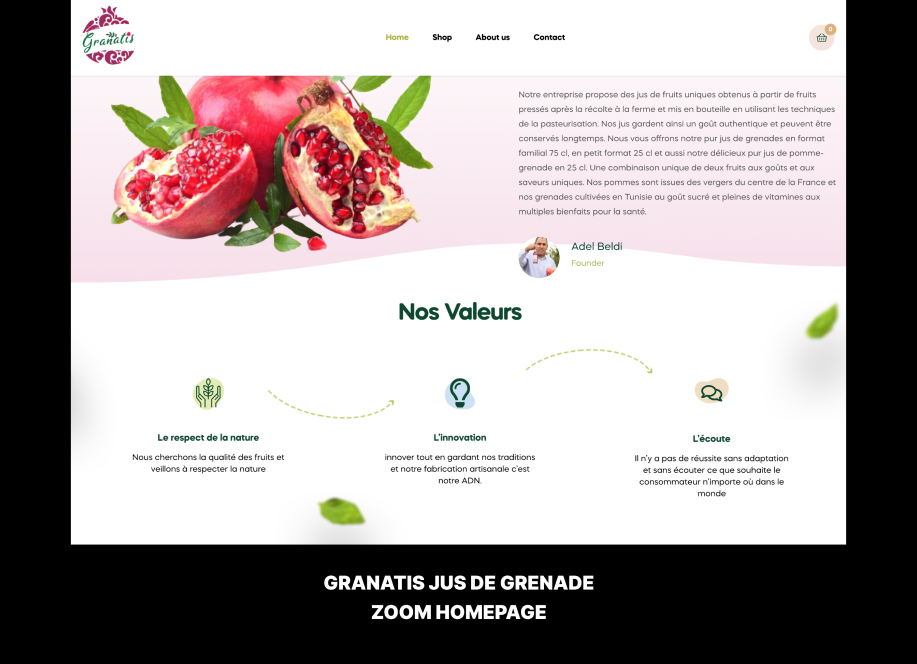 Granatis
Home Shop About us Contact
0
Notre entreprise propose des jus de fruits uniques obtenus à partir de fruits
pressés après la récolte à la ferme et mis en bouteille en utilisant les techniques
de la pasteurisation. Nos jus gardent ainsi un goût authentique et peuvent être
conservés longtemps. Nous vous offrons notre pur jus de grenades en format
familial 75 cl, en petit format 25 cl et aussi notre délicieux pur jus de pomme-
grenade en 25 cl. Une combinaison unique de deux fruits aux goûts et aux
saveurs uniques. Nos pommes sont issues des vergers du centre de la France et
nos grenades cultivées en Tunisie au goût sucré et pleines de vitamines aux
multiples bienfaits pour la santé.
Adel Beldi
Founder
Nos Valeurs
Le respect de la nature
Nous cherchons la qualité des fruits et
veillons à respecter la nature
L'innovation
innover tout en gardant nos traditions
et notre fabrication artisanale c'est
notre ADN.
L'écoute
Il n'y a pas de réussite sans adaptation
et sans écouter ce que souhaite le
consommateur n'importe où dans le
monde
GRANATIS JUS DE GRENADE
ZOOM HOMEPAGE